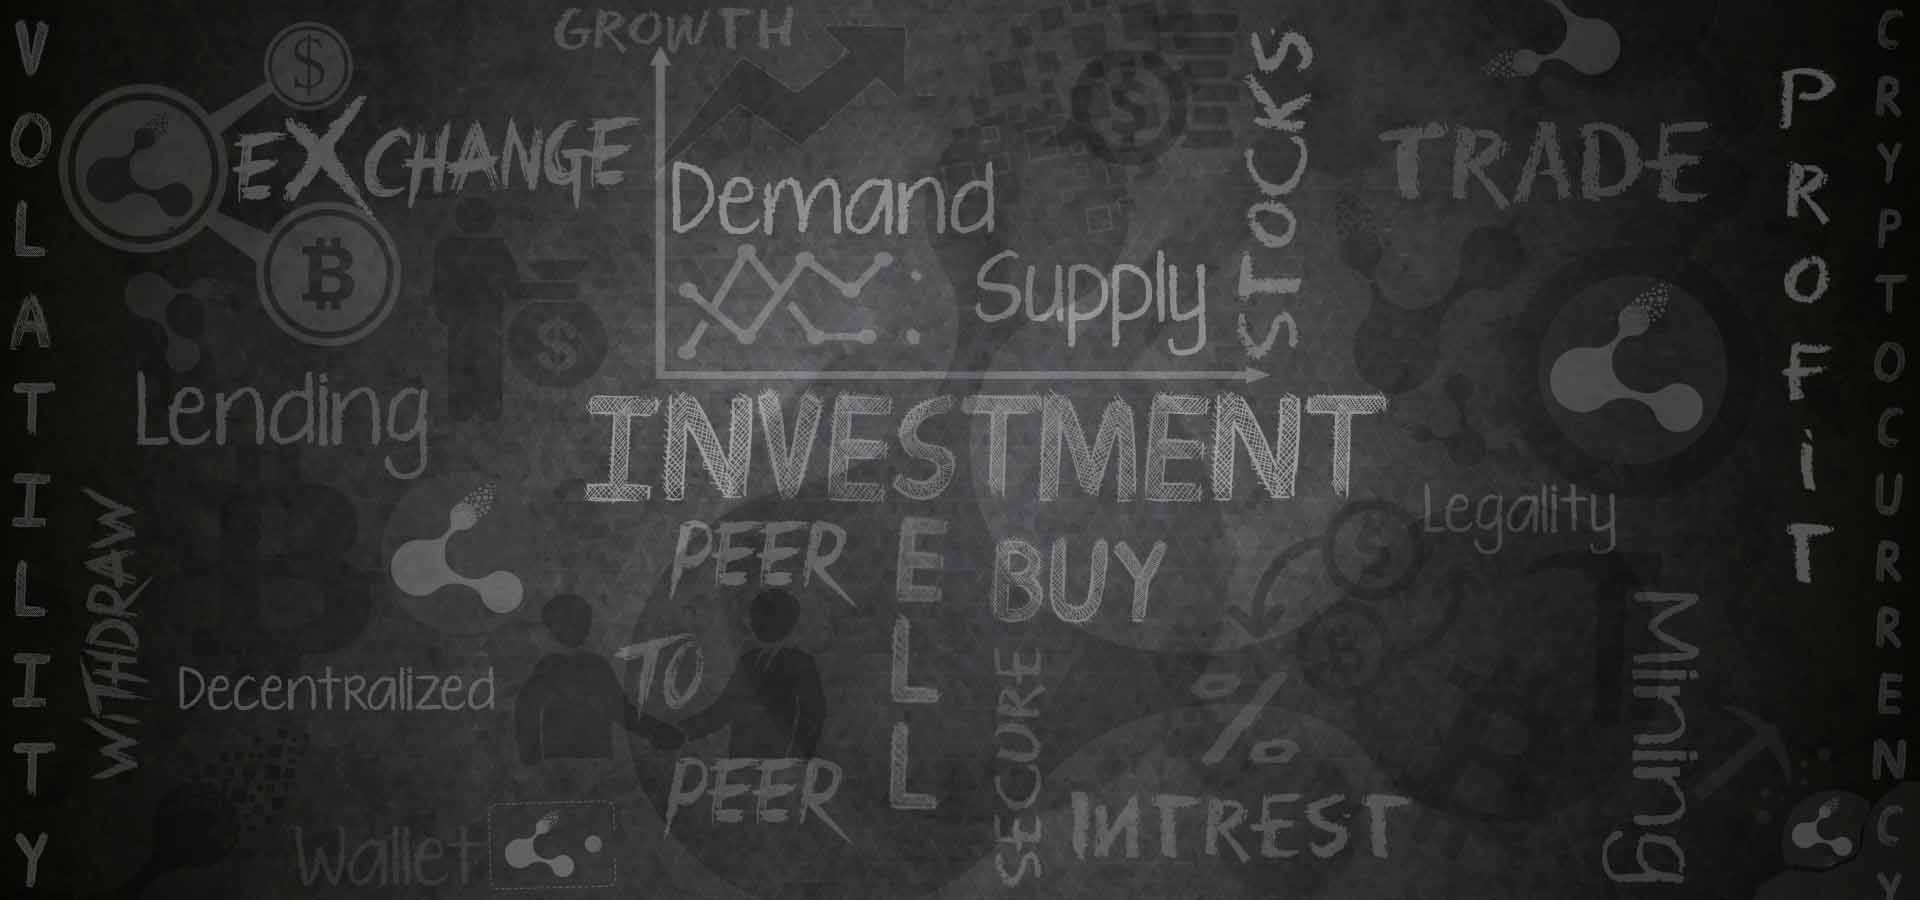 VOLATILITY
GROWTH
EXCHANGE
$
B
Demand
Supply
STOCKS
$
TRADE
PROFiT
CRYPTOCURRENCY
Lending
$
INVESTMENT
WiTHDRAW
PEER
TO
PEER
SELL
BUY
Legality
$
Decentralized
SECURE
%
INTREST
Mining
Wallet